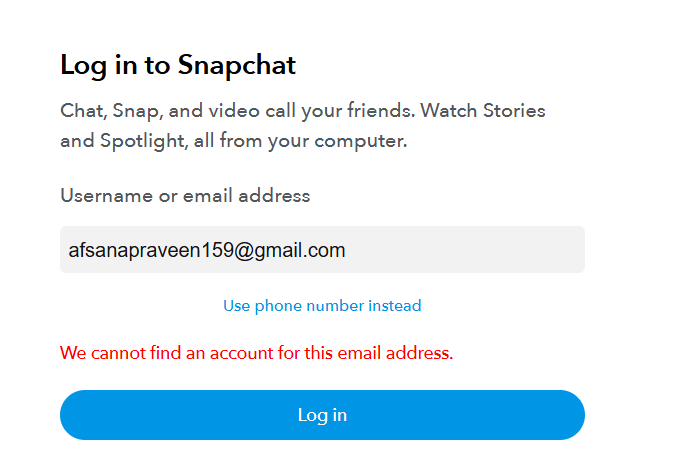 Log in to Snapchat
Chat, Snap, and video call your friends. Watch Stories
and Spotlight, all from your computer.
Username or email address
afsanapraveen159@gmail.com
Use phone number instead
We cannot find an account for this email address.
Log in